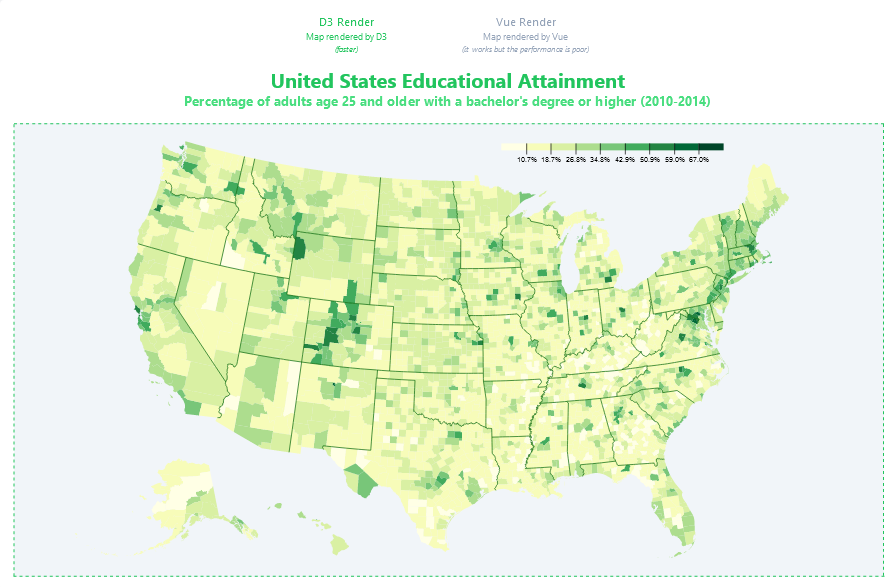 D3 Render
Map rendered by D3
(faster)
Vue Render
Map rendered by Vue
(it works but the performance is poor)
United States Educational Attainment
Percentage of adults age 25 and older with a bachelor's degree or higher (2010-2014)
10.7% 18.7% 26.8% 34.8% 42.9% 50.9% 59.0% 67.0%